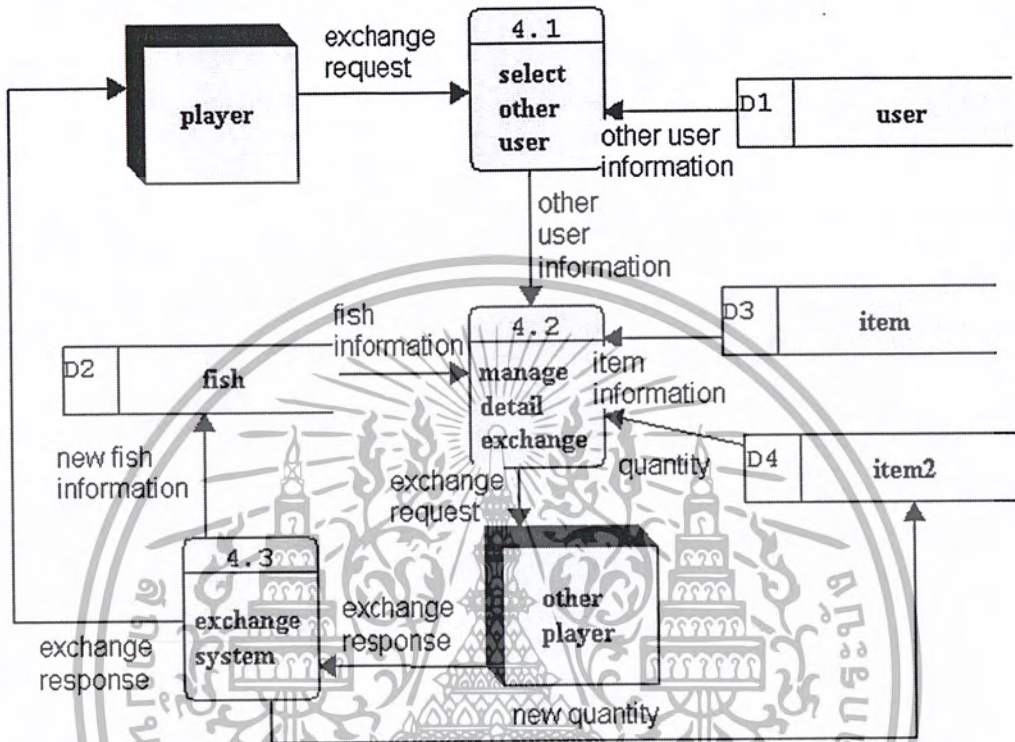 exchange
request
player
4.1
select
other
user
D1
user
other user
information
other
user
information
fish
information
4.2
manage
detail
exchange
D3
item
item
information
D2
fish
new fish
information
quantity
D4
item2
exchange
request
4.3
exchange
system
exchange
response
other
player
exchange
response
new quantity